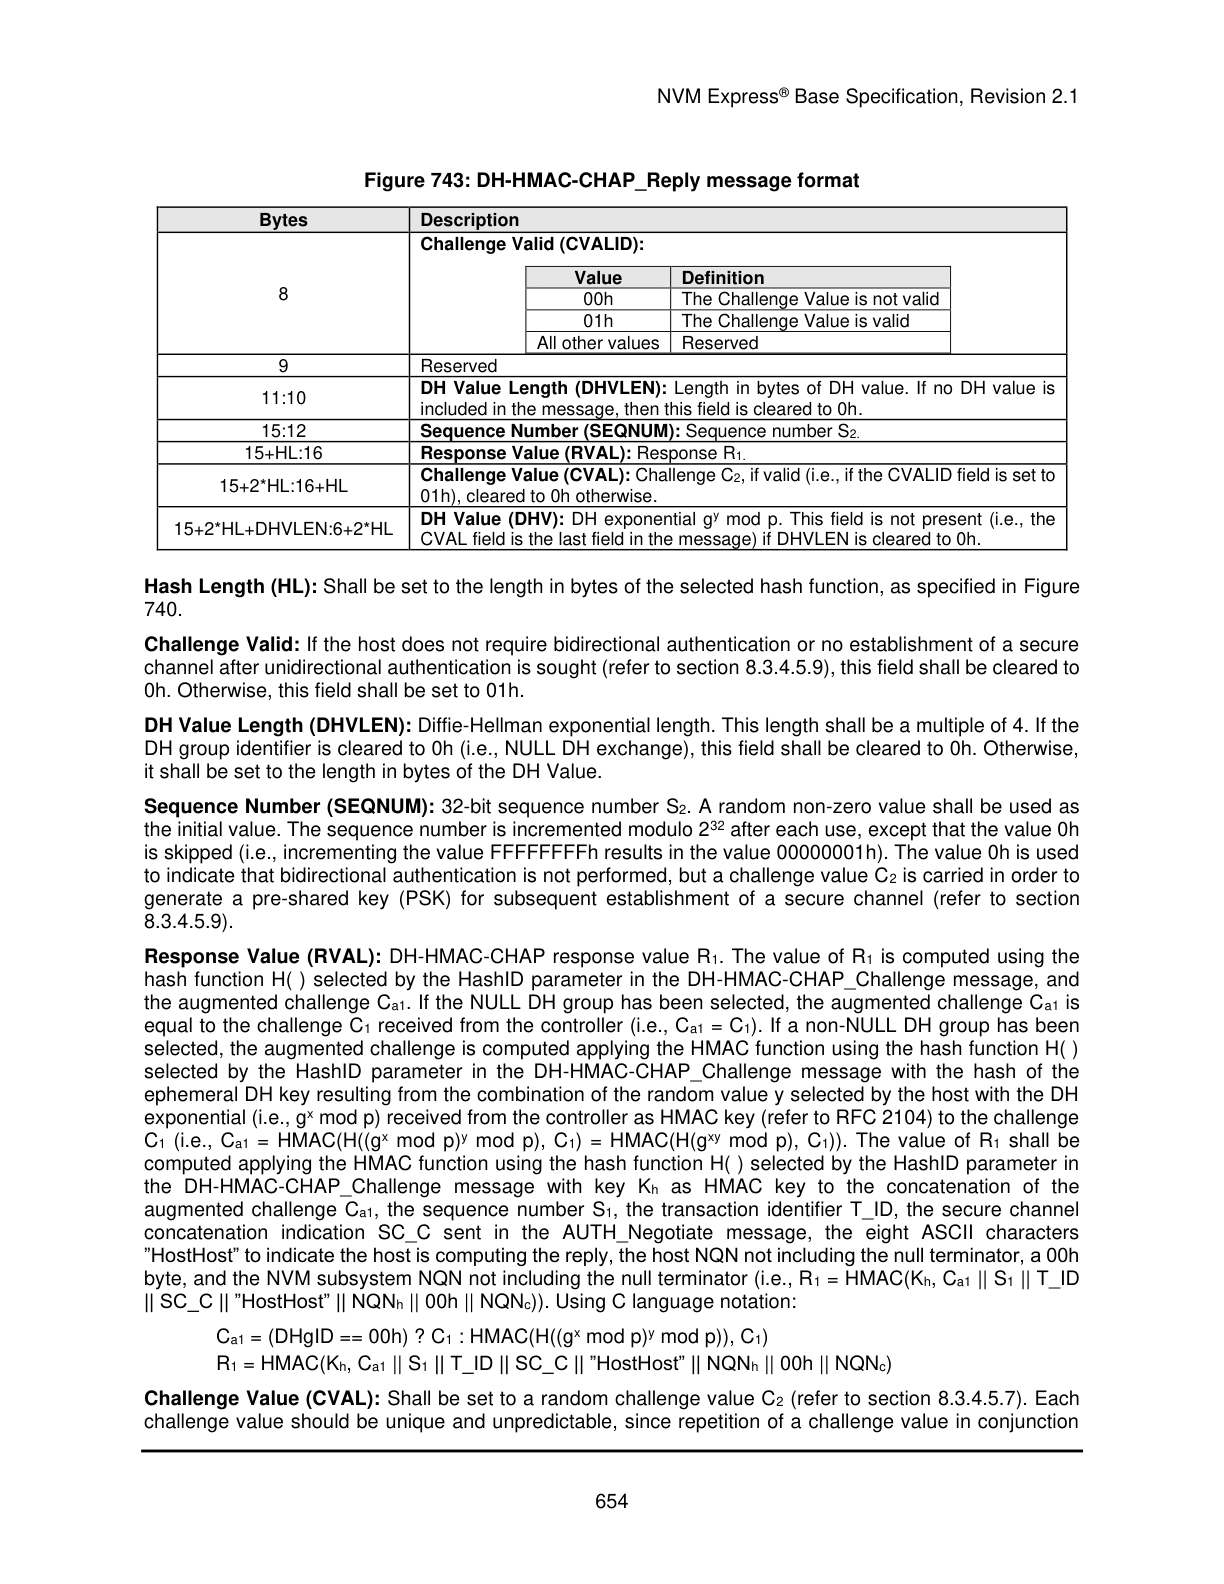 NVM Express® Base Specification, Revision 2.1
Figure 743: DH-HMAC-CHAP_Reply message format
Bytes Description
8 Challenge Valid (CVALID):
Value Definition
00h The Challenge Value is not valid
01h The Challenge Value is valid
All other values Reserved
9 Reserved
11:10 DH Value Length (DHVLEN): Length in bytes of DH value. If no DH value is
included in the message, then this field is cleared to 0h.
15:12 Sequence Number (SEQNUM): Sequence number S2.
15+HL:16 Response Value (RVAL): Response R1.
15+2*HL:16+HL Challenge Value (CVAL): Challenge C2, if valid (i.e., if the CVALID field is set to
01h), cleared to 0h otherwise.
15+2*HL+DHVLEN:6+2*HL DH Value (DHV): DH exponential gʸ mod p. This field is not present (i.e., the
CVAL field is the last field in the message) if DHVLEN is cleared to 0h.
Hash Length (HL): Shall be set to the length in bytes of the selected hash function, as specified in Figure
740.
Challenge Valid: If the host does not require bidirectional authentication or no establishment of a secure
channel after unidirectional authentication is sought (refer to section 8.3.4.5.9), this field shall be cleared to
0h. Otherwise, this field shall be set to 01h.
DH Value Length (DHVLEN): Diffie-Hellman exponential length. This length shall be a multiple of 4. If the
DH group identifier is cleared to 0h (i.e., NULL DH exchange), this field shall be cleared to 0h. Otherwise,
it shall be set to the length in bytes of the DH Value.
Sequence Number (SEQNUM): 32-bit sequence number S2. A random non-zero value shall be used as
the initial value. The sequence number is incremented modulo 2³² after each use, except that the value 0h
is skipped (i.e., incrementing the value FFFFFFFFh results in the value 00000001h). The value 0h is used
to indicate that bidirectional authentication is not performed, but a challenge value C2 is carried in order to
generate a pre-shared key (PSK) for subsequent establishment of a secure channel (refer to section
8.3.4.5.9).
Response Value (RVAL): DH-HMAC-CHAP response value R1. The value of R1 is computed using the
hash function H( ) selected by the HashID parameter in the DH-HMAC-CHAP_Challenge message, and
the augmented challenge Ca1. If the NULL DH group has been selected, the augmented challenge Ca1 is
equal to the challenge C1 received from the controller (i.e., Ca1 = C1). If a non-NULL DH group has been
selected, the augmented challenge is computed applying the HMAC function using the hash function H( )
selected by the HashID parameter in the DH-HMAC-CHAP_Challenge message with the hash of the
ephemeral DH key resulting from the combination of the random value y selected by the host with the DH
exponential (i.e., gˣ mod p) received from the controller as HMAC key (refer to RFC 2104) to the challenge
C1 (i.e., Ca1 = HMAC(H((gˣ mod p)ʸ mod p), C1) = HMAC(H(gˣʸ mod p), C1)). The value of R1 shall be
computed applying the HMAC function using the hash function H( ) selected by the HashID parameter in
the DH-HMAC-CHAP_Challenge message with key Kh as HMAC key to the concatenation of the
augmented challenge Ca1, the sequence number S1, the transaction identifier T_ID, the secure channel
concatenation indication SC_C sent in the AUTH_Negotiate message, the eight ASCII characters
”HostHost” to indicate the host is computing the reply, the host NQN not including the null terminator, a 00h
byte, and the NVM subsystem NQN not including the null terminator (i.e., R1 = HMAC(Kh, Ca1 || S1 || T_ID
|| SC_C || ”HostHost” || NQNh || 00h || NQNc)). Using C language notation:
Ca1 = (DHgID == 00h) ? C1 : HMAC(H((gˣ mod p)ʸ mod p)), C1)
R1 = HMAC(Kh, Ca1 || S1 || T_ID || SC_C || ”HostHost” || NQNh || 00h || NQNc)
Challenge Value (CVAL): Shall be set to a random challenge value C2 (refer to section 8.3.4.5.7). Each
challenge value should be unique and unpredictable, since repetition of a challenge value in conjunction
654